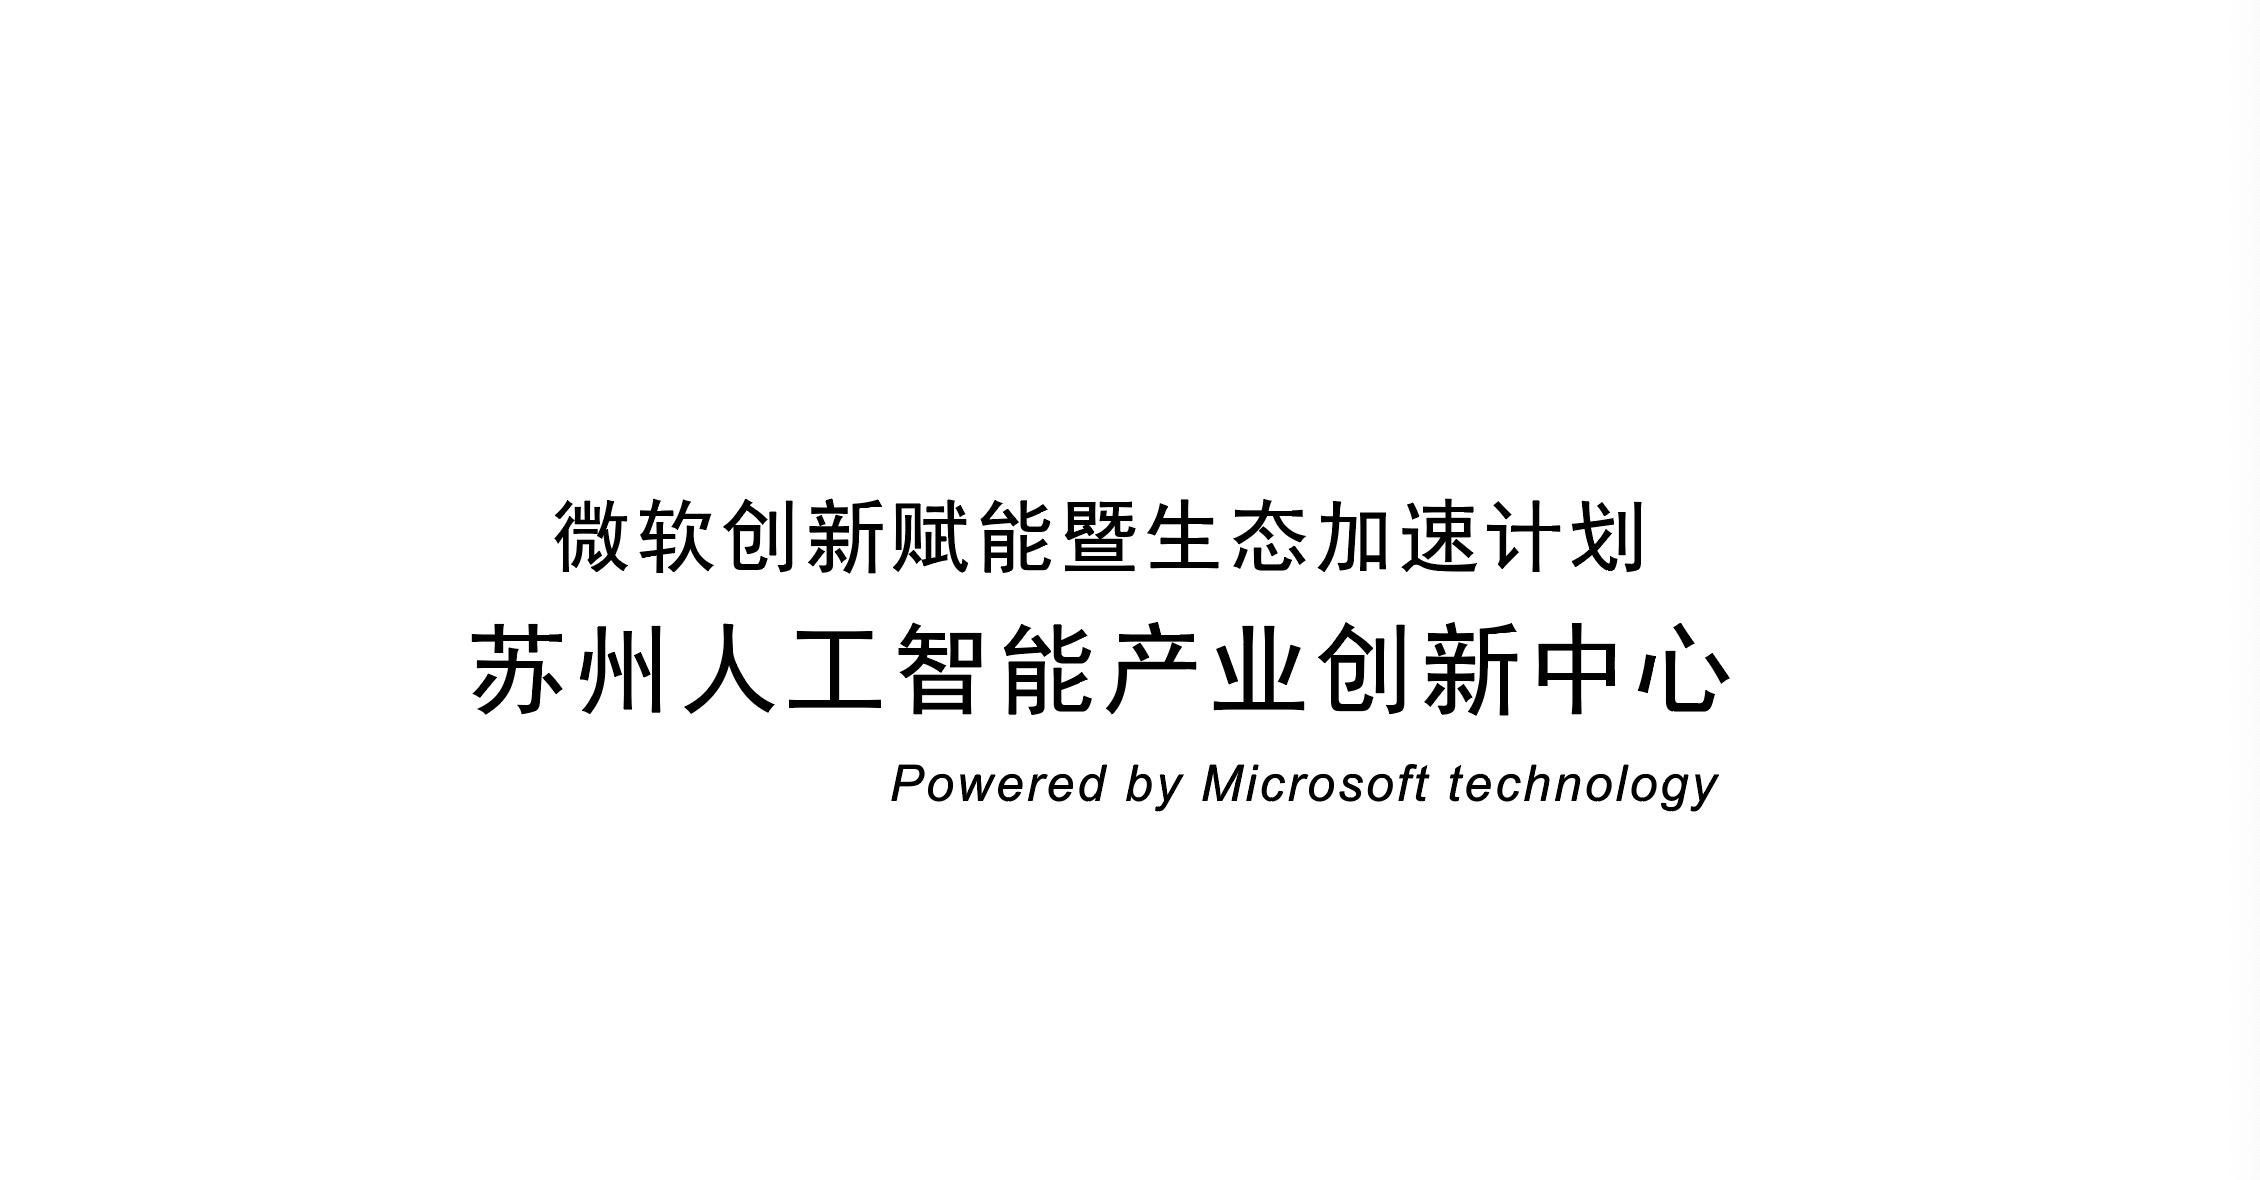 微软创新赋能暨生态加速计划
苏州人工智能产业创新中心
Powered by Microsoft technology